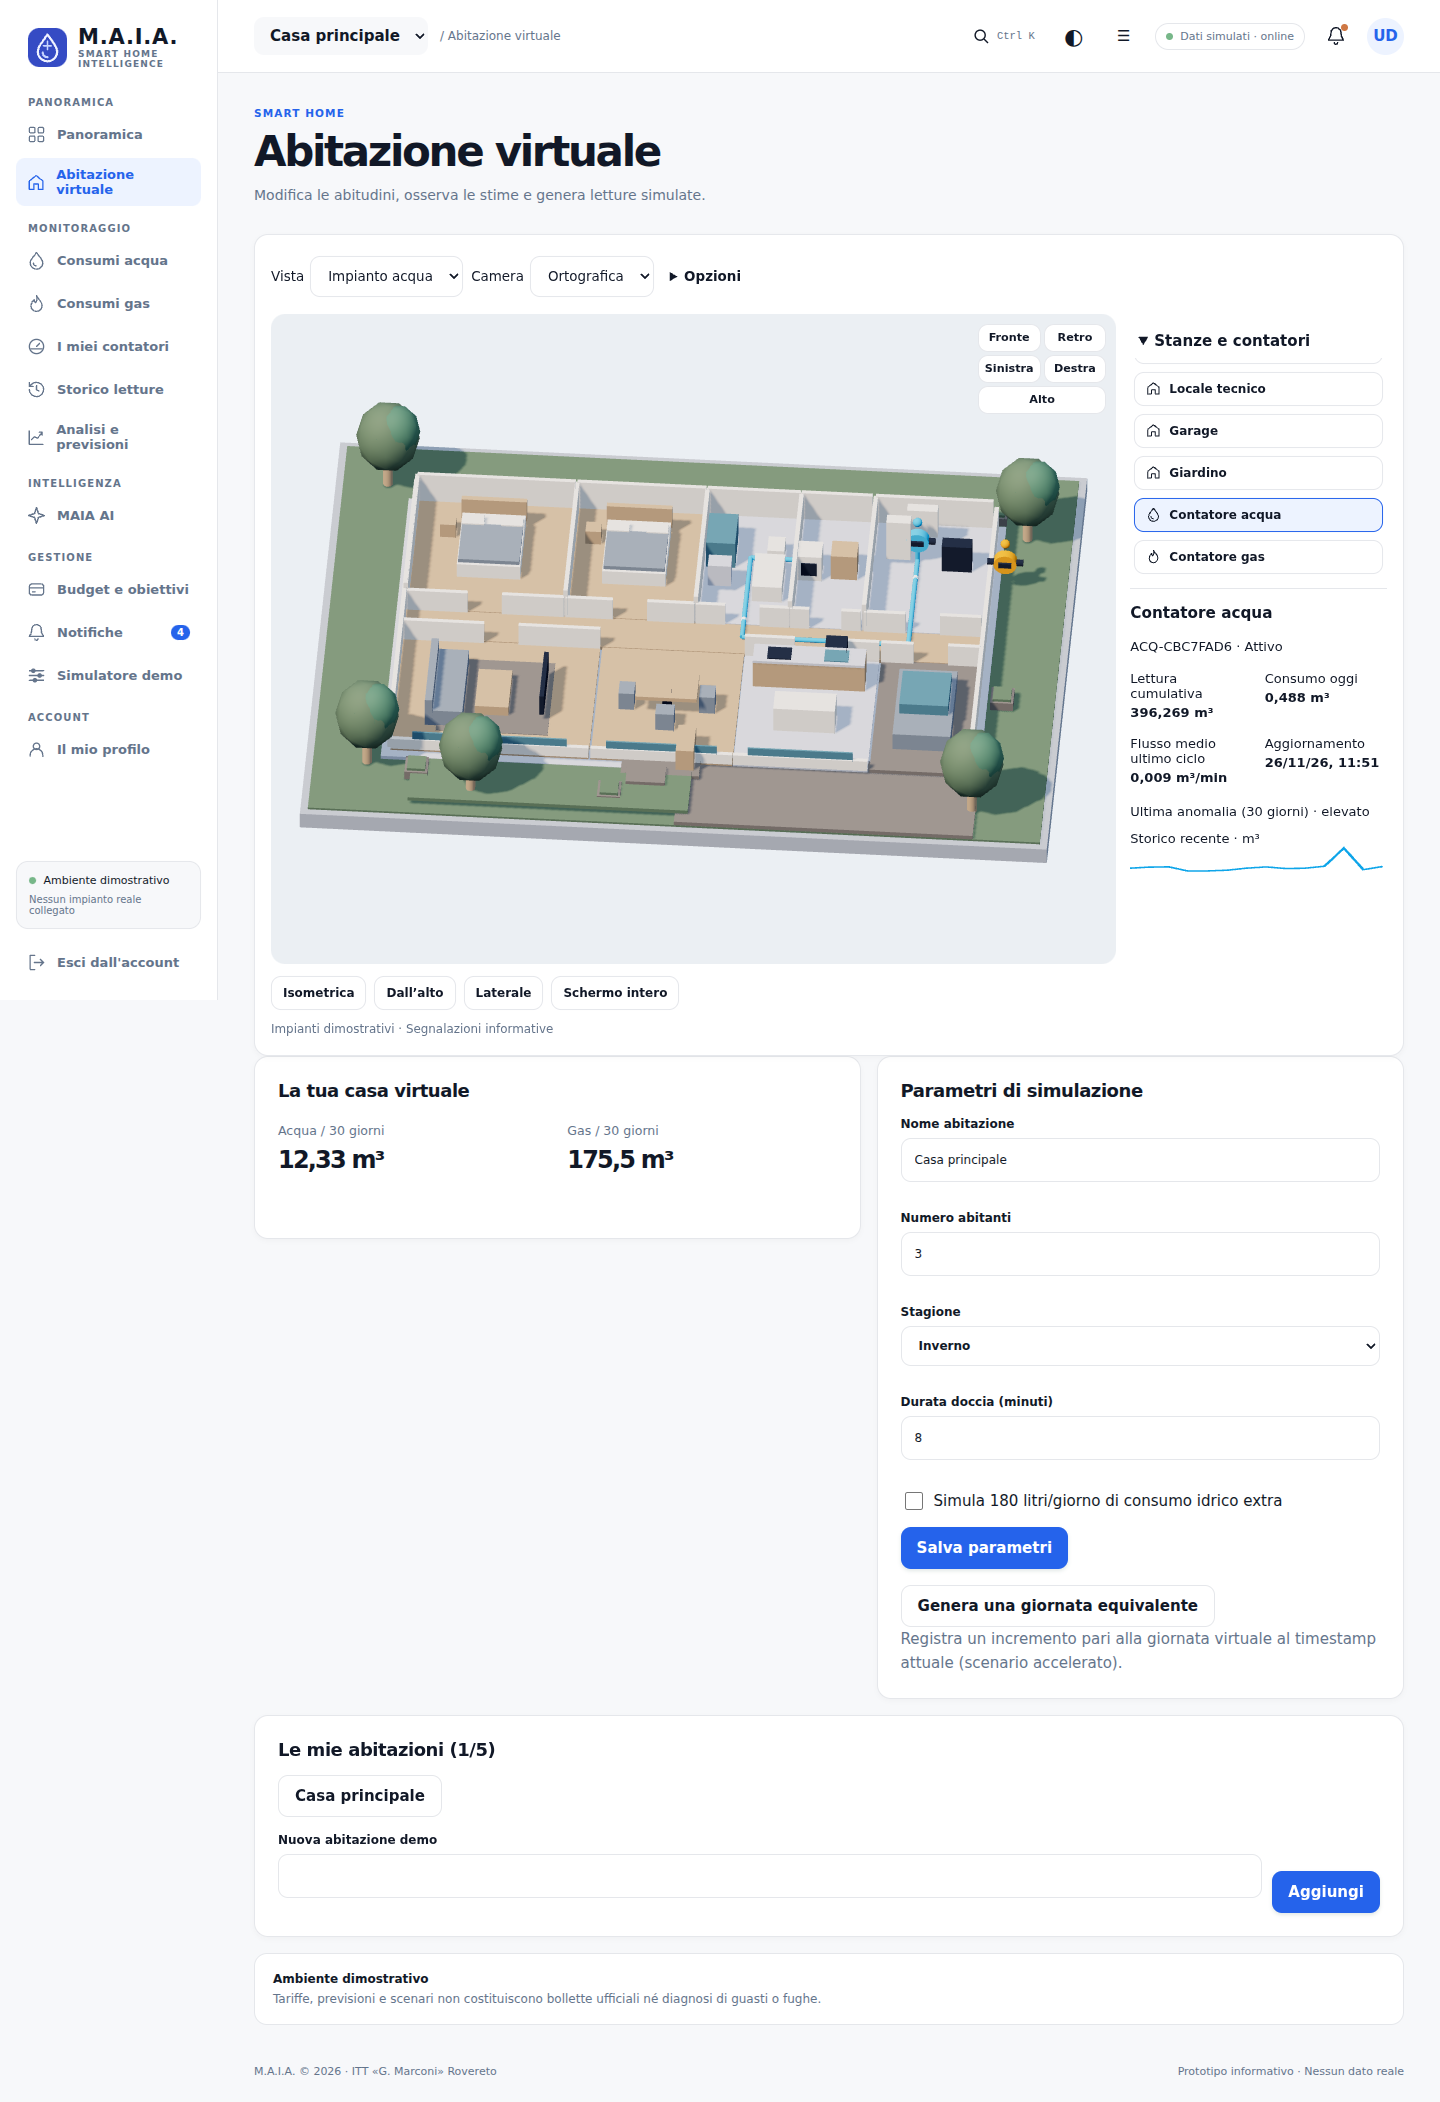 M.A.I.A.
SMART HOME
INTELLIGENCE
PANORAMICA
Panoramica
Abitazione
virtuale
MONITORAGGIO
Consumi acqua
Consumi gas
I miei contatori
Storico letture
Analisi e
previsioni
INTELLIGENZA
MAIA AI
GESTIONE
Budget e obiettivi
Notifiche 4
Simulatore demo
ACCOUNT
Il mio profilo
Ambiente dimostrativo
Nessun impianto reale
collegato
Esci dall'account
Casa principale / Abitazione virtuale
Ctrl K
Dati simulati · online
UD
SMART HOME
Abitazione virtuale
Modifica le abitudini, osserva le stime e genera letture simulate.
Vista Impianto acqua Camera Ortografica ▶ Opzioni
Fronte Retro
Sinistra Destra
Alto
▼ Stanze e contatori
Locale tecnico
Garage
Giardino
Contatore acqua
Contatore gas
Contatore acqua
ACQ-CBC7FAD6 · Attivo
Lettura
cumulativa
396,269 m³
Consumo oggi
0,488 m³
Flusso medio
ultimo ciclo
0,009 m³/min
Aggiornamento
26/11/26, 11:51
Ultima anomalia (30 giorni) · elevato
Storico recente · m³
Isometrica Dall’alto Laterale Schermo intero
Impianti dimostrativi · Segnalazioni informative
La tua casa virtuale
Acqua / 30 giorni
12,33 m³
Gas / 30 giorni
175,5 m³
Parametri di simulazione
Nome abitazione
Casa principale
Numero abitanti
3
Stagione
Inverno
Durata doccia (minuti)
8
Simula 180 litri/giorno di consumo idrico extra
Salva parametri
Genera una giornata equivalente
Registra un incremento pari alla giornata virtuale al timestamp
attuale (scenario accelerato).
Le mie abitazioni (1/5)
Casa principale
Nuova abitazione demo
Aggiungi
Ambiente dimostrativo
Tariffe, previsioni e scenari non costituiscono bollette ufficiali né diagnosi di guasti o fughe.
M.A.I.A. © 2026 · ITT «G. Marconi» Rovereto
Prototipo informativo · Nessun dato reale